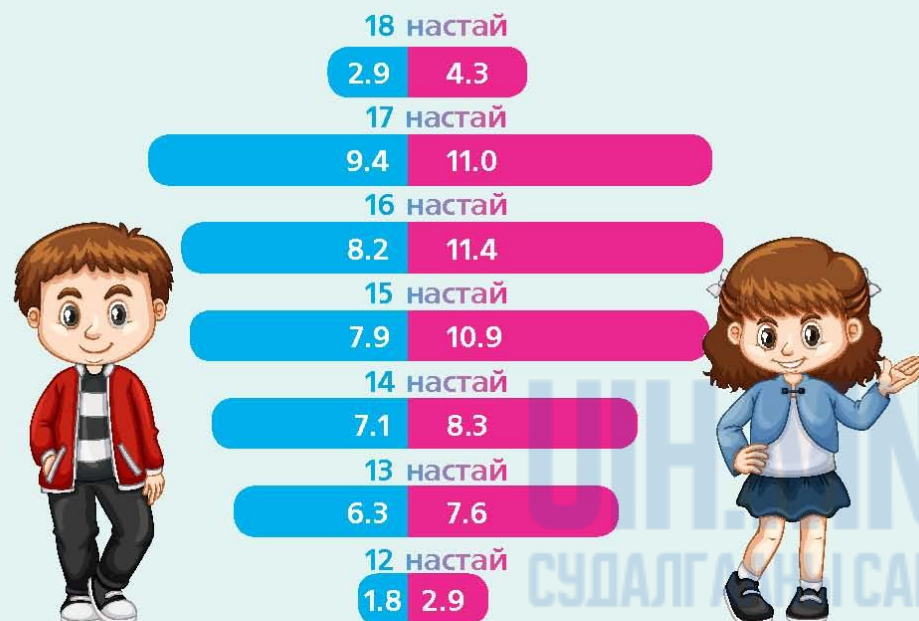 18 настай
2.9 4.3
17 настай
9.4 11.0
16 настай
8.2 11.4
15 настай
7.9 10.9
14 настай
7.1 8.3
13 настай
6.3 7.6
12 настай
1.8 2.9